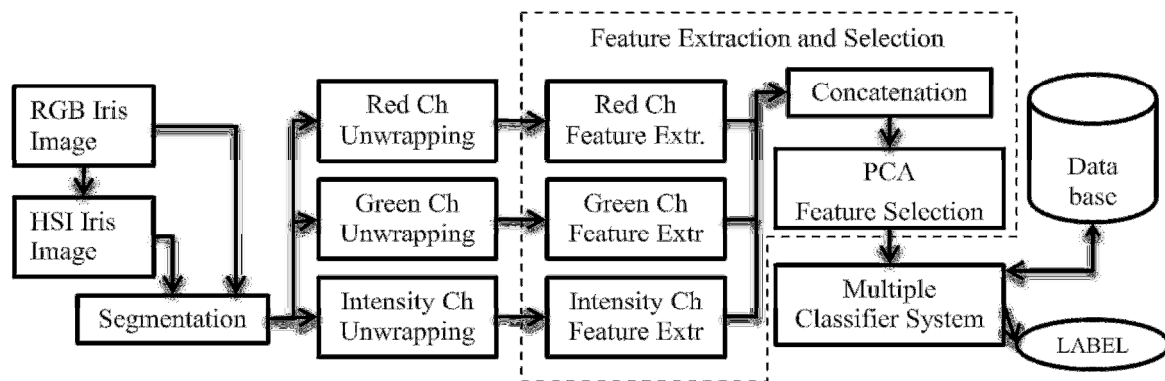 Feature Extraction and Selection
RGB Iris
Image
HSI Iris
Image
Segmentation
Red Ch
Unwrapping
Green Ch
Unwrapping
Intensity Ch
Unwrapping
Red Ch
Feature Extr.
Green Ch
Feature Extr
Intensity Ch
Feature Extr
Concatenation
PCA
Feature Selection
Multiple
Classifier System
Data
base
LABEL